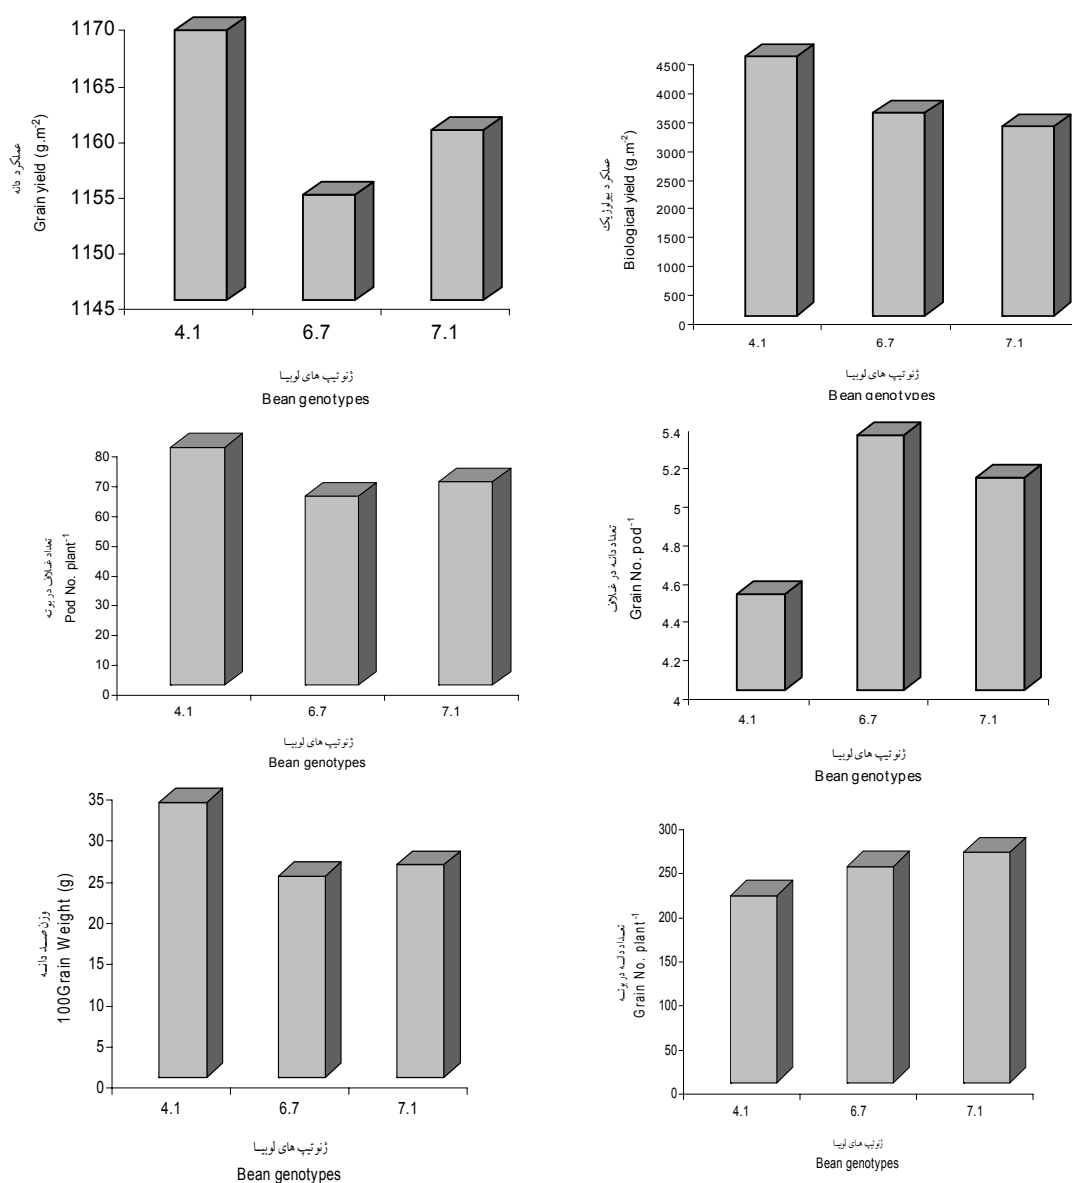 1170
1165
1160
1155
1150
1145
عملکرد دانه
Grain yield (g.m-2)
4.1 6.7 7.1
ژنوتیپ های لوبیا
Bean genotypes
4500
4000
3500
3000
2500
2000
1500
1000
500
0
عملکرد بیولوژیک
Biological yield (g.m-2)
4.1 6.7 7.1
ژنوتیپ های لوبیا
Bean genotypes
80
70
60
50
40
30
20
10
0
تعداد غلاف در بوته
Pod No. plant-1
4.1 6.7 7.1
ژنوتیپ های لوبیا
Bean genotypes
5.4
5.2
5
4.8
4.6
4.4
4.2
4
تعداد دانه در غلاف
Grain No. pod-1
4.1 6.7 7.1
ژنوتیپ های لوبیا
Bean genotypes
35
30
25
20
15
10
5
0
وزن صد دانه
100Grain Weight (g)
4.1 6.7 7.1
ژنوتیپ های لوبیا
Bean genotypes
300
250
200
150
100
50
0
تعداد دانه در بوته
Grain No. plant-1
4.1 6.7 7.1
ژنوتیپ های لوبیا
Bean genotypes